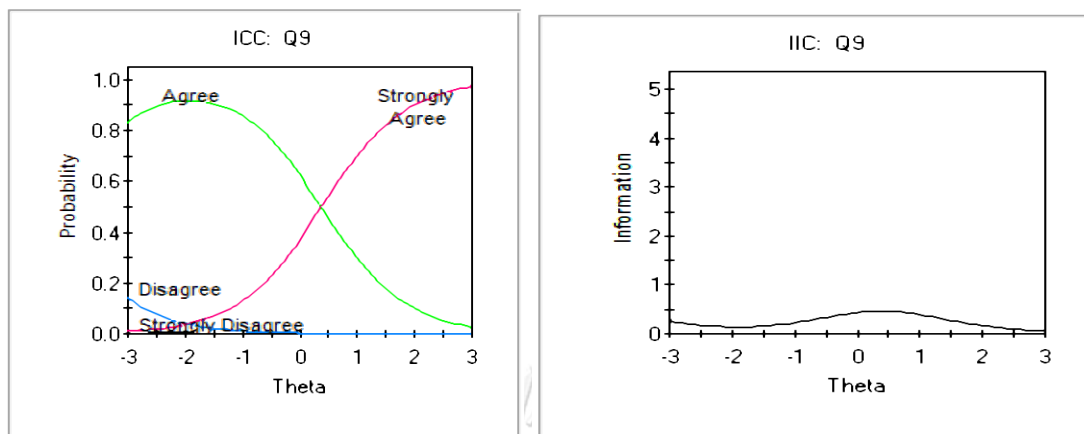 ICC: Q9
Probability
1.0
0.8
0.6
0.4
0.2
0.0
Agree
Strongly
Agree
Disagree
Strongly Disagree
-3 -2 -1 0 1 2 3
Theta
IIC: Q9
Information
5
4
3
2
1
0
-3 -2 -1 0 1 2 3
Theta